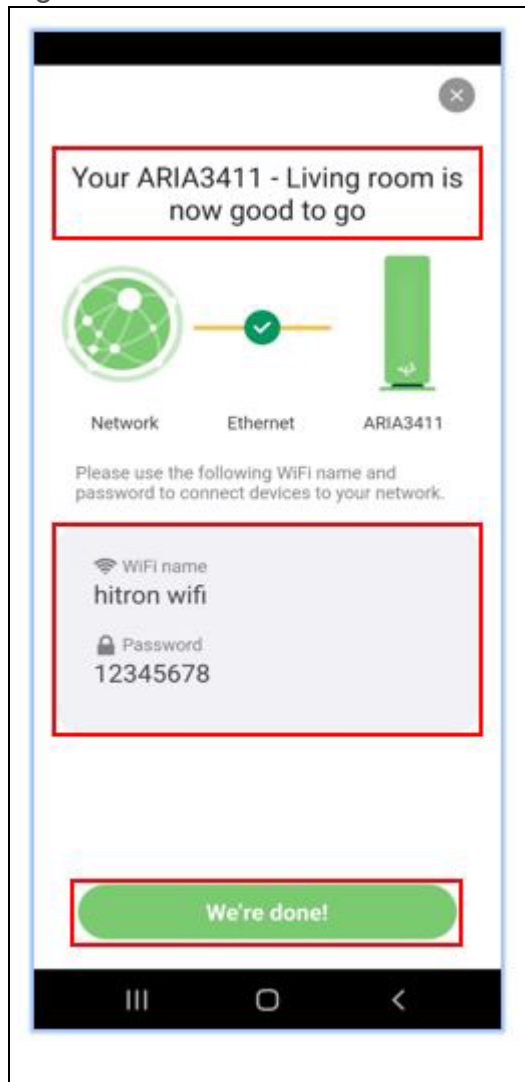 Your ARIA3411 - Living room is
now good to go
Network Ethernet ARIA3411
Please use the following WiFi name and
password to connect devices to your network.
WiFi name
hitron wifi
Password
12345678
We're done!